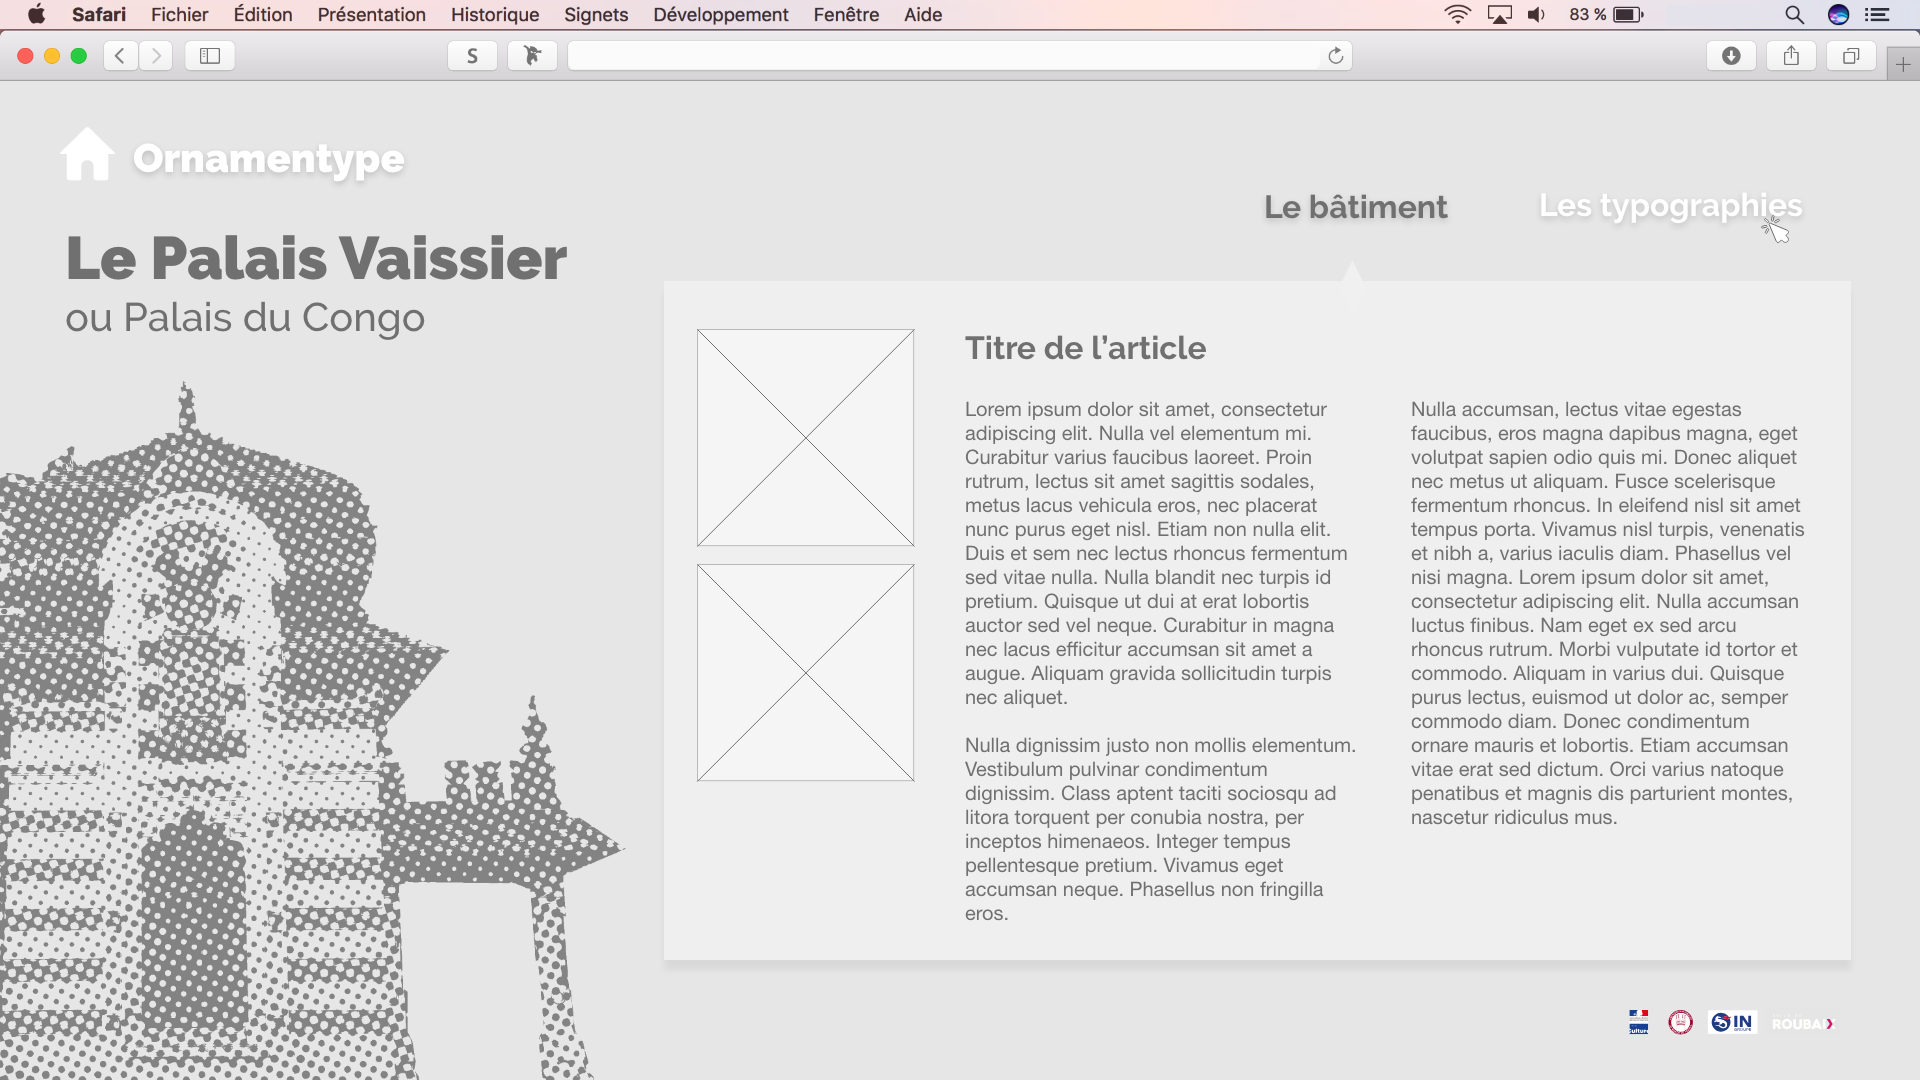 Safari Fichier Édition Présentation Historique Signets Développement Fenêtre Aide 83 %
S
Ornamentype
Le bâtiment
Les typographies
Le Palais Vaissier
ou Palais du Congo
Titre de l’article
Lorem ipsum dolor sit amet, consectetur
adipiscing elit. Nulla vel elementum mi.
Curabitur varius faucibus laoreet. Proin
rutrum, lectus sit amet sagittis sodales,
metus lacus vehicula eros, nec placerat
nunc purus eget nisl. Etiam non nulla elit.
Duis et sem nec lectus rhoncus fermentum
sed vitae nulla. Nulla blandit nec turpis id
pretium. Quisque ut dui at erat lobortis
auctor sed vel neque. Curabitur in magna
nec lacus efficitur accumsan sit amet a
augue. Aliquam gravida sollicitudin turpis
nec aliquet.
Nulla dignissim justo non mollis elementum.
Vestibulum pulvinar condimentum
dignissim. Class aptent taciti sociosqu ad
litora torquent per conubia nostra, per
inceptos himenaeos. Integer tempus
pellentesque pretium. Vivamus eget
accumsan neque. Phasellus non fringilla
eros.
Nulla accumsan, lectus vitae egestas
faucibus, eros magna dapibus magna, eget
volutpat sapien odio quis mi. Donec aliquet
nec metus ut aliquam. Fusce scelerisque
fermentum rhoncus. In eleifend nisl sit amet
tempus porta. Vivamus nisl turpis, venenatis
et nibh a, varius iaculis diam. Phasellus vel
nisi magna. Lorem ipsum dolor sit amet,
consectetur adipiscing elit. Nulla accumsan
luctus finibus. Nam eget ex sed arcu
rhoncus rutrum. Morbi vulputate id tortor et
commodo. Aliquam in varius dui. Quisque
purus lectus, euismod ut dolor ac, semper
commodo diam. Donec condimentum
ornare mauris et lobortis. Etiam accumsan
vitae erat sed dictum. Orci varius natoque
penatibus et magnis dis parturient montes,
nascetur ridiculus mus.
Culture
IN
GROUPE
ROUBAIX